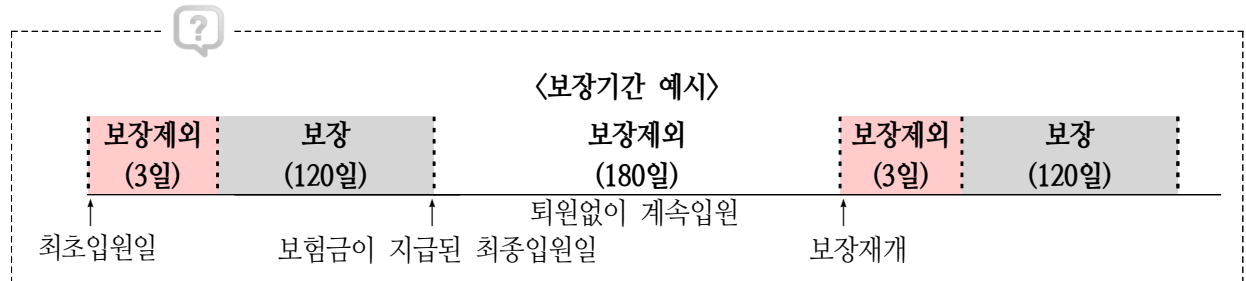 ?
〈보장기간 예시〉
보장제외 보장 보장제외 보장제외 보장
(3일) (120일) (180일) (3일) (120일)
퇴원없이 계속입원
최초입원일 보험금이 지급된 최종입원일 보장재개